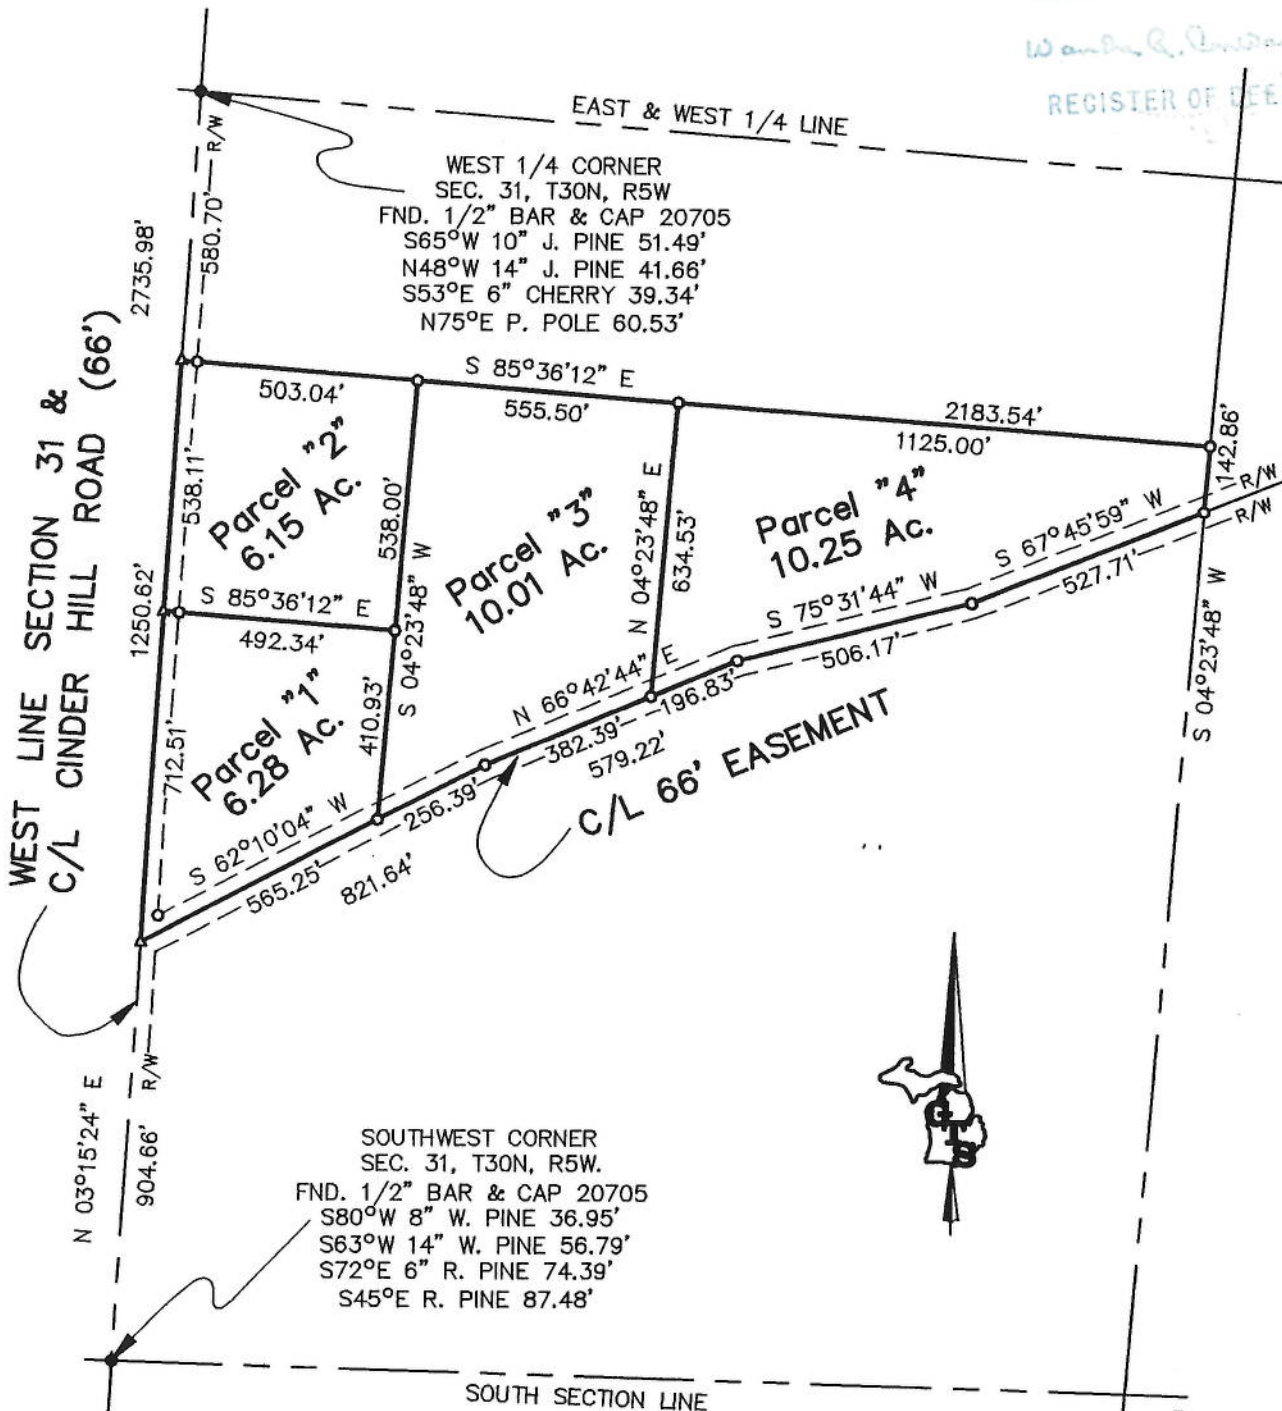 REGISTER OF DEE
EAST & WEST 1/4 LINE
WEST 1/4 CORNER
SEC. 31, T30N, R5W
FND. 1/2" BAR & CAP 20705
S65°W 10" J. PINE 51.49'
N48°W 14" J. PINE 41.66'
S53°E 6" CHERRY 39.34'
N75°E P. POLE 60.53'
R/W
580.70'
2735.98'
WEST LINE SECTION 31 &
C/L CINDER HILL ROAD (66')
S 85°36'12" E
503.04'
555.50'
2183.54'
1125.00'
142.86'
R/W
R/W
538.11'
Parcel "2"
6.15 Ac.
538.00'
S 04°23'48" W
Parcel "3"
10.01 Ac.
N 04°23'48" E
634.53'
Parcel "4"
10.25 Ac.
S 67°45'59" W
527.71'
S 75°31'44" W
506.17'
1250.62'
S 85°36'12" E
492.34'
Parcel "1"
6.28 Ac.
712.51'
410.93'
N 66°42'44" E
196.83'
382.39'
579.22'
C/L 66' EASEMENT
S 04°23'48" W
S 62°10'04" W
256.39'
565.25'
821.64'
N 03°15'24" E
904.66'
R/W
G
T
S
SOUTHWEST CORNER
SEC. 31, T30N, R5W.
FND. 1/2" BAR & CAP 20705
S80°W 8" W. PINE 36.95'
S63°W 14" W. PINE 56.79'
S72°E 6" R. PINE 74.39'
S45°E R. PINE 87.48'
SOUTH SECTION LINE